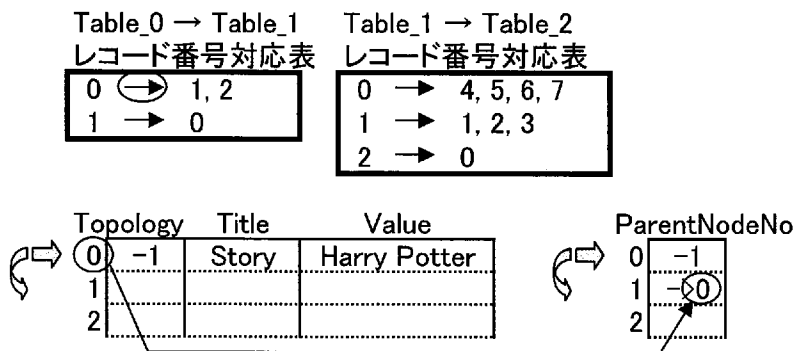 Table_0 → Table_1
レコード番号対応表
0 → 1, 2
1 → 0
Table_1 → Table_2
レコード番号対応表
0 → 4, 5, 6, 7
1 → 1, 2, 3
2 → 0
Topology Title Value
0 -1 Story Harry Potter
1
2
ParentNodeNo
0 -1
1 0
2